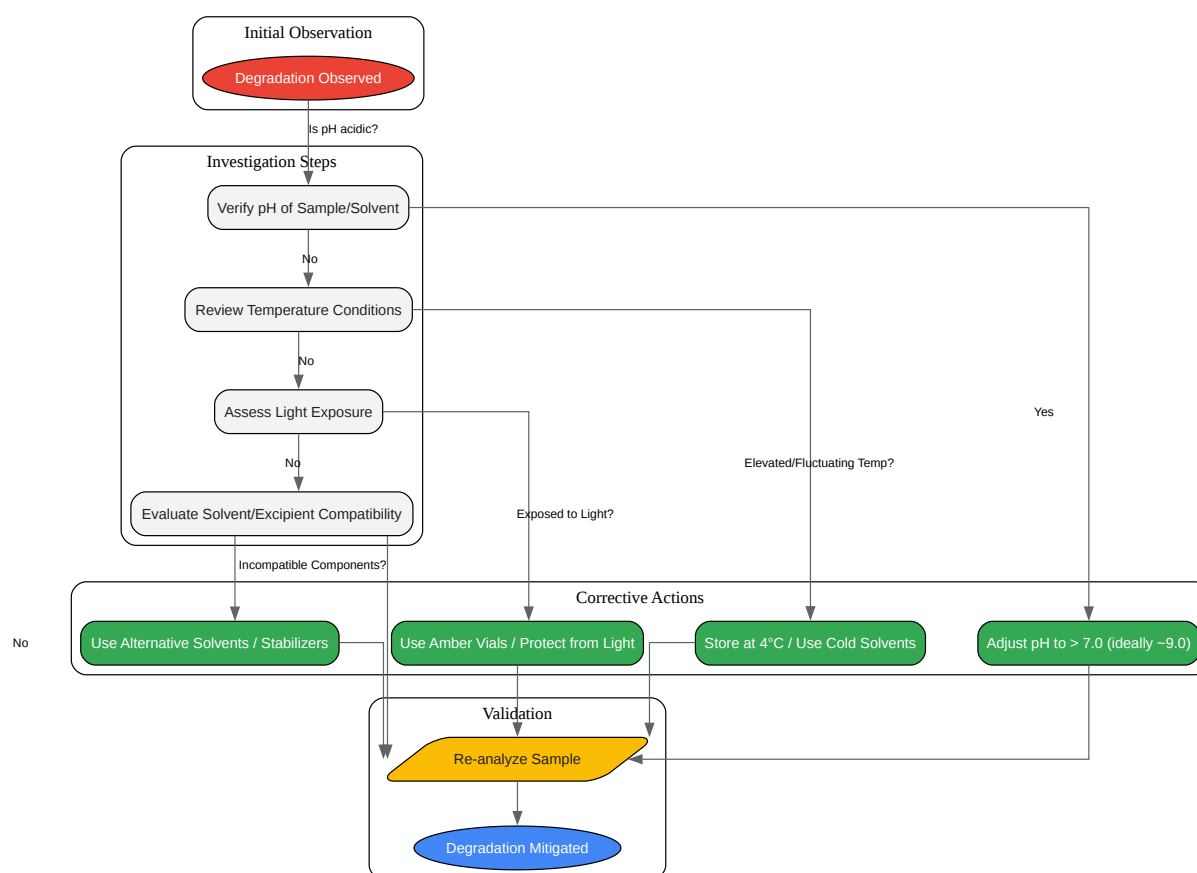 Initial Observation
Degradation Observed
Is pH acidic?
Investigation Steps
Verify pH of Sample/Solvent
No
Review Temperature Conditions
No
Assess Light Exposure
Yes
No
Elevated/Fluctuating Temp?
Evaluate Solvent/Excipient Compatibility
Exposed to Light?
Incompatible Components?
Corrective Actions
No
Use Alternative Solvents / Stabilizers
Use Amber Vials / Protect from Light
Store at 4°C / Use Cold Solvents
Adjust pH to > 7.0 (ideally ~9.0)
Validation
Re-analyze Sample
Degradation Mitigated